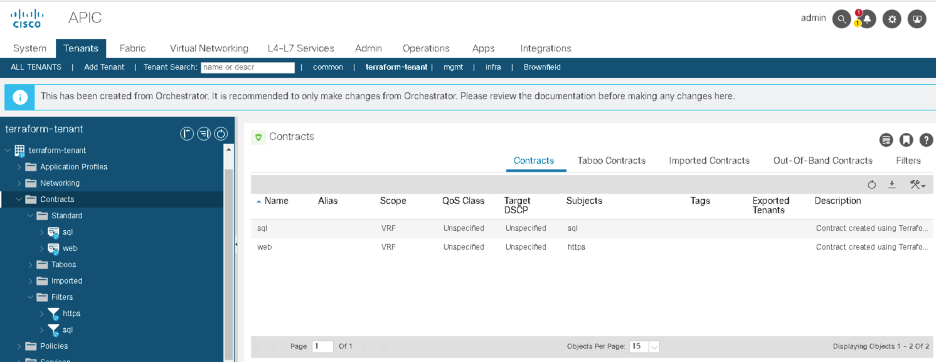 CISCO
APIC
admin
System Tenants Fabric Virtual Networking L4-L7 Services Admin Operations Apps Integrations
ALL TENANTS | Add Tenant | Tenant Search: name or descr | common | terraform-tenant | mgmt | infra | Brownfield
This has been created from Orchestrator. It is recommended to only make changes from Orchestrator. Please review the documentation before making any changes here.
terraform-tenant
terraform-tenant
Application Profiles
Networking
Contracts
Standard
sql
web
Taboos
Imported
Filters
https
sql
Policies
Services
Contracts
Contracts Taboo Contracts Imported Contracts Out-Of-Band Contracts Filters
Name Alias Scope QoS Class Target DSCP Subjects Tags Exported Tenants Description
sql VRF Unspecified Unspecified sql Contract created using Terrafo...
web VRF Unspecified Unspecified https Contract created using Terrafo...
Page 1 Of 1 Objects Per Page: 15 Displaying Objects 1 - 2 Of 2